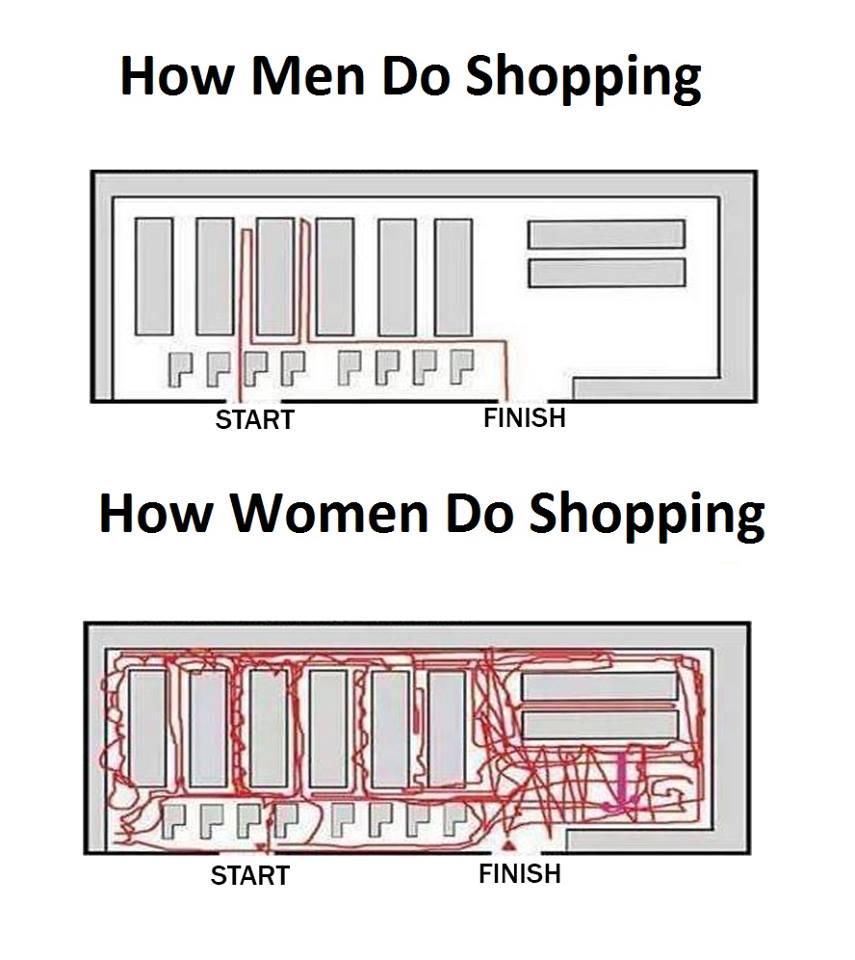 How Men Do Shopping
START
FINISH
How Women Do Shopping
START
FINISH